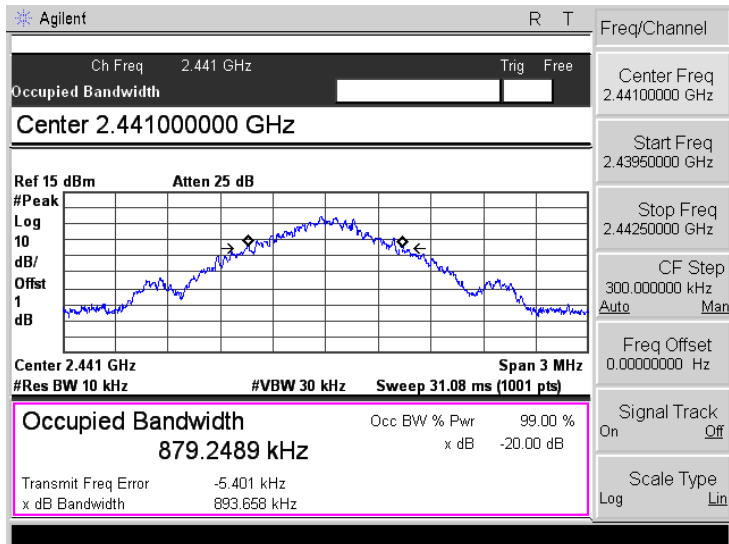 Agilent
R T
Freq/Channel
Ch Freq 2.441 GHz Trig Free
Occupied Bandwidth
Center 2.441000000 GHz
Ref 15 dBm Atten 25 dB
#Peak
Log
10
dB/
Offst
1
dB
Center 2.441 GHz Span 3 MHz
#Res BW 10 kHz #VBW 30 kHz Sweep 31.08 ms (1001 pts)
Occupied Bandwidth
879.2489 kHz
Occ BW % Pwr 99.00 %
x dB -20.00 dB
Transmit Freq Error -5.401 kHz
x dB Bandwidth 893.658 kHz
Center Freq
2.44100000 GHz
Start Freq
2.43950000 GHz
Stop Freq
2.44250000 GHz
CF Step
300.000000 kHz
Auto Man
Freq Offset
0.00000000 Hz
Signal Track
On Off
Scale Type
Log Lin